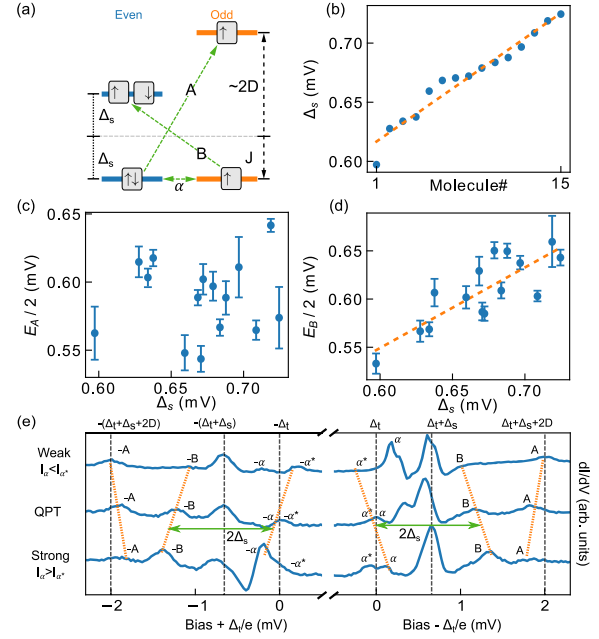 (a)
Even
Odd
↑
A
~2D
↑
↓
Δs
Δs
B
J
↑↓
α
↑
(b)
Δs (mV)
0.70
0.65
0.60
1
Molecule#
15
(c)
EA / 2 (mV)
0.65
0.60
0.55
0.60
0.65
0.70
Δs (mV)
(d)
EB / 2 (mV)
0.65
0.60
0.55
0.60
0.65
0.70
Δs (mV)
(e)
-(Δt+Δs+2D)
-(Δt+Δs)
-Δt
Δt
Δt+Δs
Δt+Δs+2D
Weak
Iα<Iα*
-A
-B
-α
-α*
α*
α
B
A
QPT
-A
-B
-α
-α*
α*
α
B
A
2Δs
2Δs
Strong
Iα>Iα*
-A
-B
-α
-α*
α*
α
B
A
dI/dV (arb. units)
−2
−1
0
0
1
2
Bias + Δt/e (mV)
Bias - Δt/e (mV)